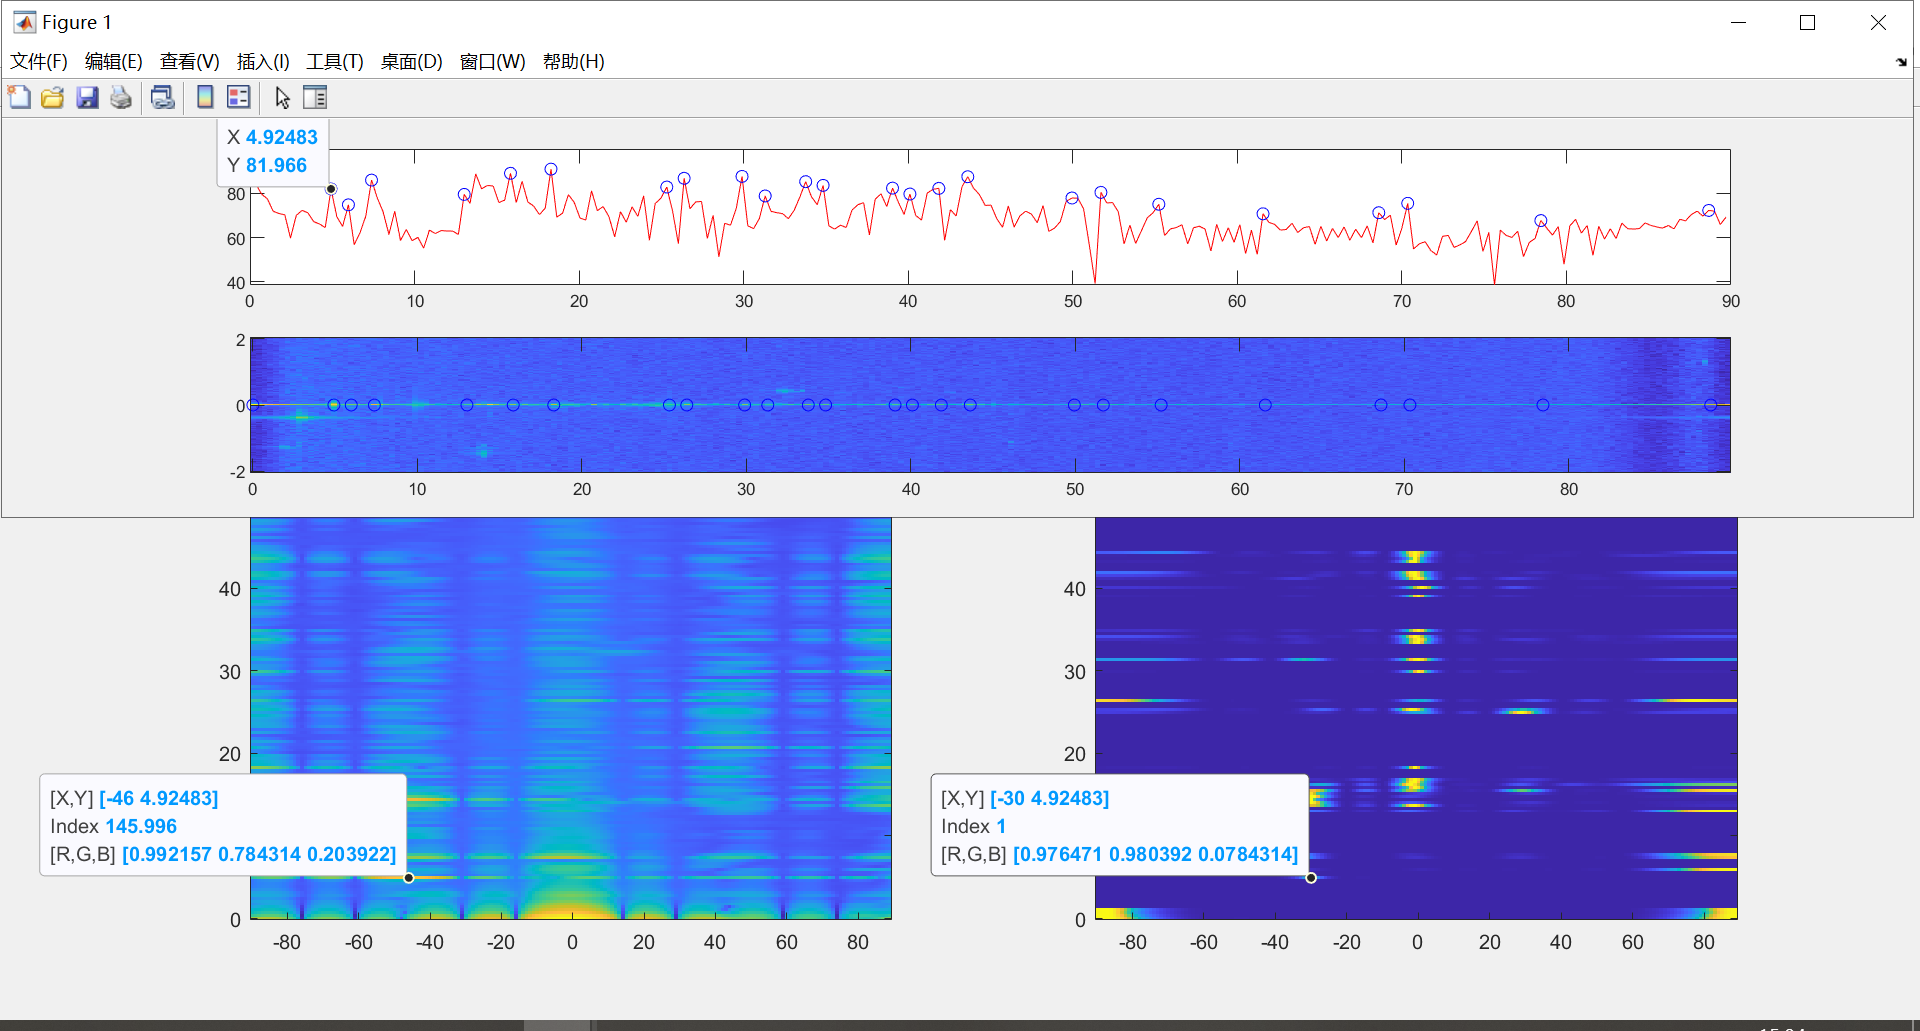 Figure 1
文件(F) 编辑(E) 查看(V) 插入(I) 工具(T) 桌面(D) 窗口(W) 帮助(H)
X 4.92483
Y 81.966
80
60
40
0 10 20 30 40 50 60 70 80 90
2
0
-2
0 10 20 30 40 50 60 70 80
40
30
20
0
[X,Y] [-46 4.92483]
Index 145.996
[R,G,B] [0.992157 0.784314 0.203922]
-80 -60 -40 -20 0 20 40 60 80
40
30
20
0
[X,Y] [-30 4.92483]
Index 1
[R,G,B] [0.976471 0.980392 0.0784314]
-80 -60 -40 -20 0 20 40 60 80